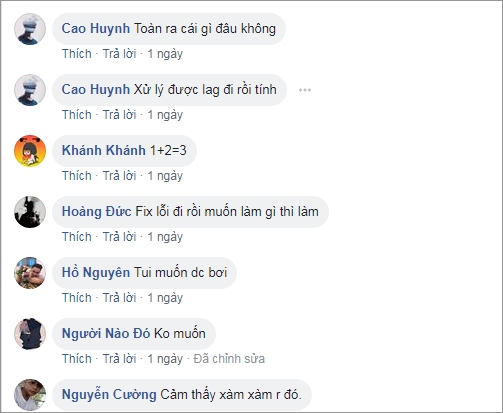 Cao Huynh Toàn ra cái gì đâu không
Thích · Trả lời · 1 ngày
Cao Huynh Xử lý được lag đi rồi tính
Thích · Trả lời · 1 ngày
Khánh Khánh 1+2=3
Thích · Trả lời · 1 ngày
Hoảng Đức Fix lỗi đi rồi muốn làm gì thì làm
Thích · Trả lời · 1 ngày
Hồ Nguyên Tui muốn dc bơi
Thích · Trả lời · 1 ngày
Người Nảo Đó Ko muốn
Thích · Trả lời · 1 ngày · Đã chỉnh sửa
Nguyễn Cường Cảm thấy xàm xàm r đó.